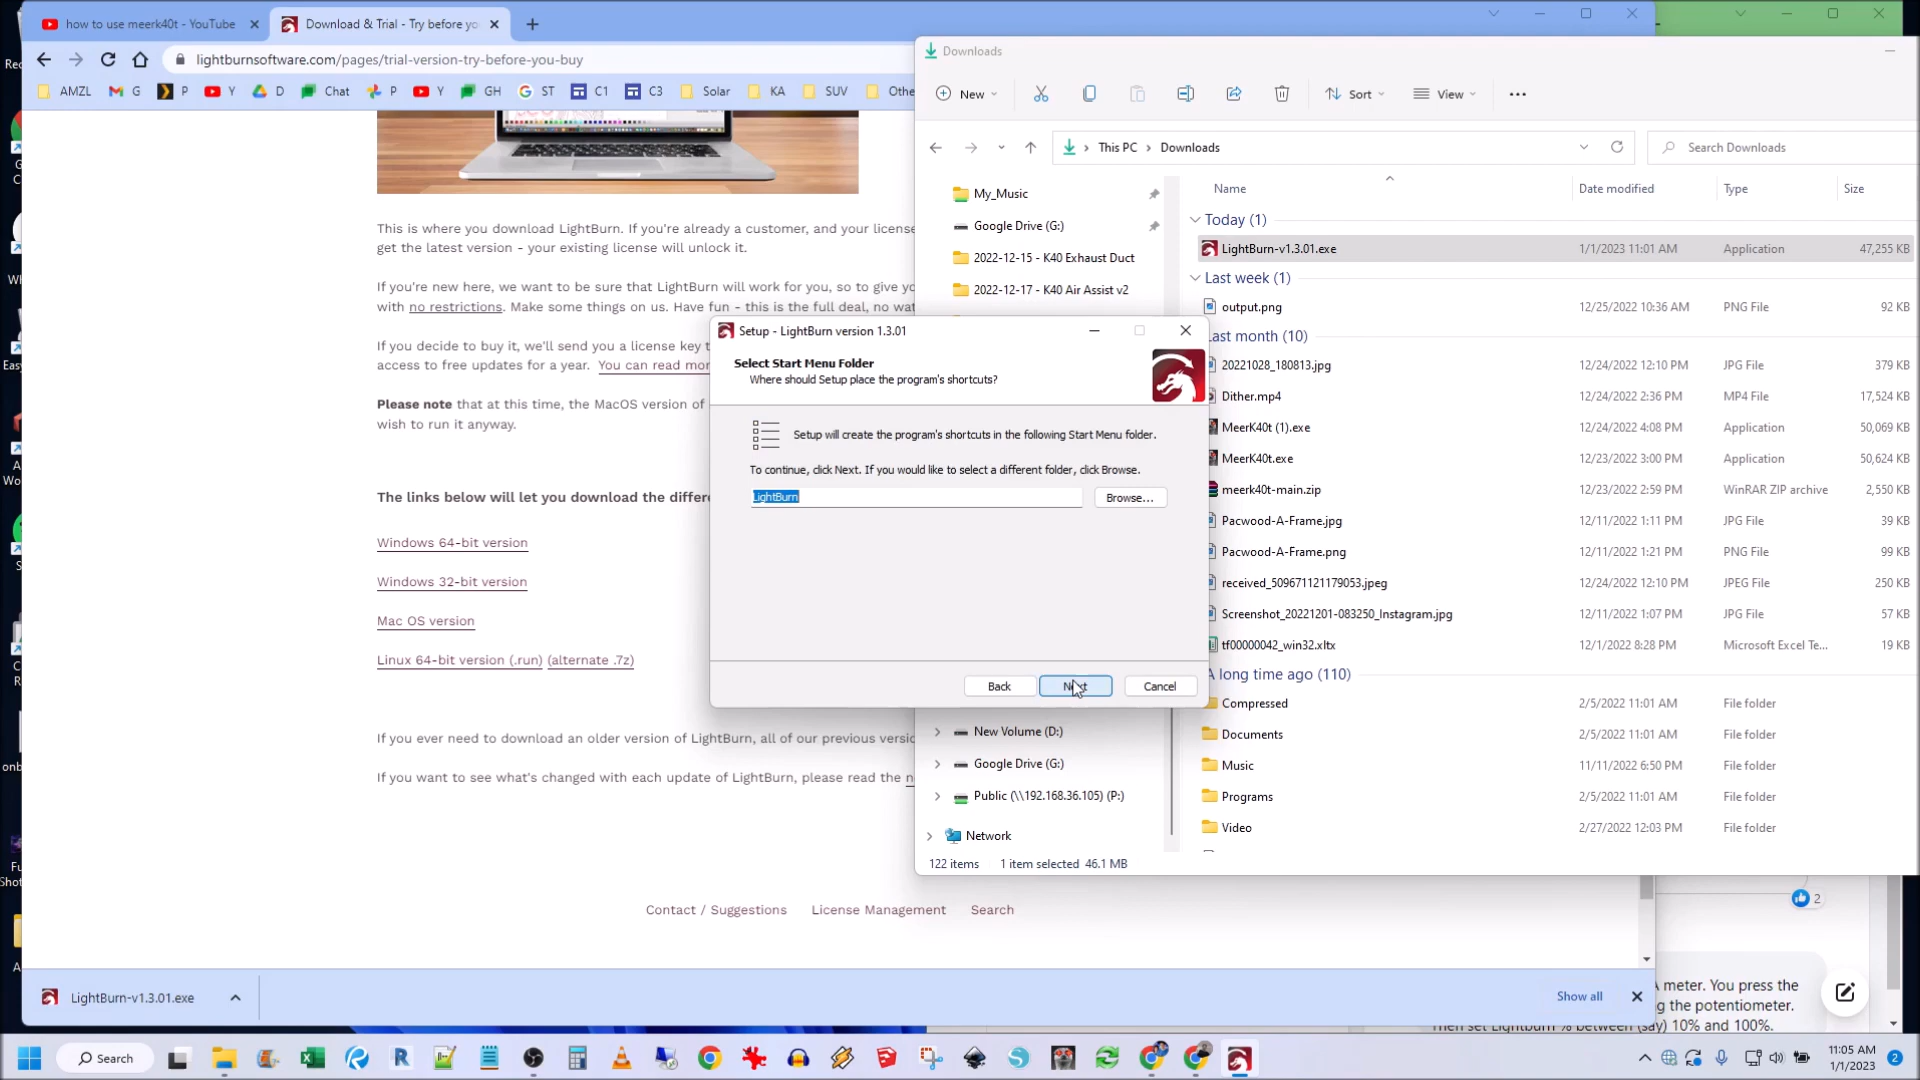 how to use meerk40t - YouTube
Download & Trial - Try before yo
lightburnsoftware.com/pages/trial-version-try-before-you-buy
AMZL G P Y D Chat P Y GH ST C1 C3 Solar KA SUV Othe
This is where you download LightBurn. If you're already a customer, and your license
get the latest version - your existing license will unlock it.
If you're new here, we want to be sure that LightBurn will work for you, so to give yo
with no restrictions. Make some things on us. Have fun - this is the full deal, no wat
If you decide to buy it, we'll send you a license key t
access to free updates for a year. You can read mor
Please note that at this time, the MacOS version of
wish to run it anyway.
The links below will let you download the differe
Windows 64-bit version
Windows 32-bit version
Mac OS version
Linux 64-bit version (.run) (alternate .7z)
If you ever need to download an older version of LightBurn, all of our previous versio
If you want to see what's changed with each update of LightBurn, please read the n
Contact / Suggestions License Management Search
LightBurn-v1.3.01.exe
Show all
Setup - LightBurn version 1.3.01
Select Start Menu Folder
Where should Setup place the program's shortcuts?
Setup will create the program's shortcuts in the following Start Menu folder.
To continue, click Next. If you would like to select a different folder, click Browse.
LightBurn
Browse...
Back Next Cancel
Downloads
New Sort View
This PC Downloads
Search Downloads
My_Music
Google Drive (G:)
2022-12-15 - K40 Exhaust Duct
2022-12-17 - K40 Air Assist v2
New Volume (D:)
Google Drive (G:)
Public (\\192.168.36.105) (P:)
Network
Name Date modified Type Size
Today (1)
LightBurn-v1.3.01.exe 1/1/2023 11:01 AM Application 47,255 KB
Last week (1)
output.png 12/25/2022 10:36 AM PNG File 92 KB
Last month (10)
20221028_180813.jpg 12/24/2022 12:10 PM JPG File 379 KB
Dither.mp4 12/24/2022 2:36 PM MP4 File 17,524 KB
MeerK40t (1).exe 12/24/2022 4:08 PM Application 50,069 KB
MeerK40t.exe 12/23/2022 3:00 PM Application 50,624 KB
meerk40t-main.zip 12/23/2022 2:59 PM WinRAR ZIP archive 2,550 KB
Pacwood-A-Frame.jpg 12/11/2022 1:11 PM JPG File 39 KB
Pacwood-A-Frame.png 12/11/2022 1:21 PM PNG File 99 KB
received_509671121179053.jpeg 12/24/2022 12:10 PM JPEG File 250 KB
Screenshot_20221201-083250_Instagram.jpg 12/11/2022 1:07 PM JPG File 57 KB
tf00000042_win32.xltx 12/1/2022 8:28 PM Microsoft Excel Te... 19 KB
A long time ago (110)
Compressed 2/5/2022 11:01 AM File folder
Documents 2/5/2022 11:01 AM File folder
Music 11/11/2022 6:50 PM File folder
Programs 2/5/2022 11:01 AM File folder
Video 2/27/2022 12:03 PM File folder
122 items 1 item selected 46.1 MB
2
A meter. You press the
g the potentiometer.
Then set Lightburn % between (say) 10% and 100%.
Search
11:05 AM
1/1/2023
2